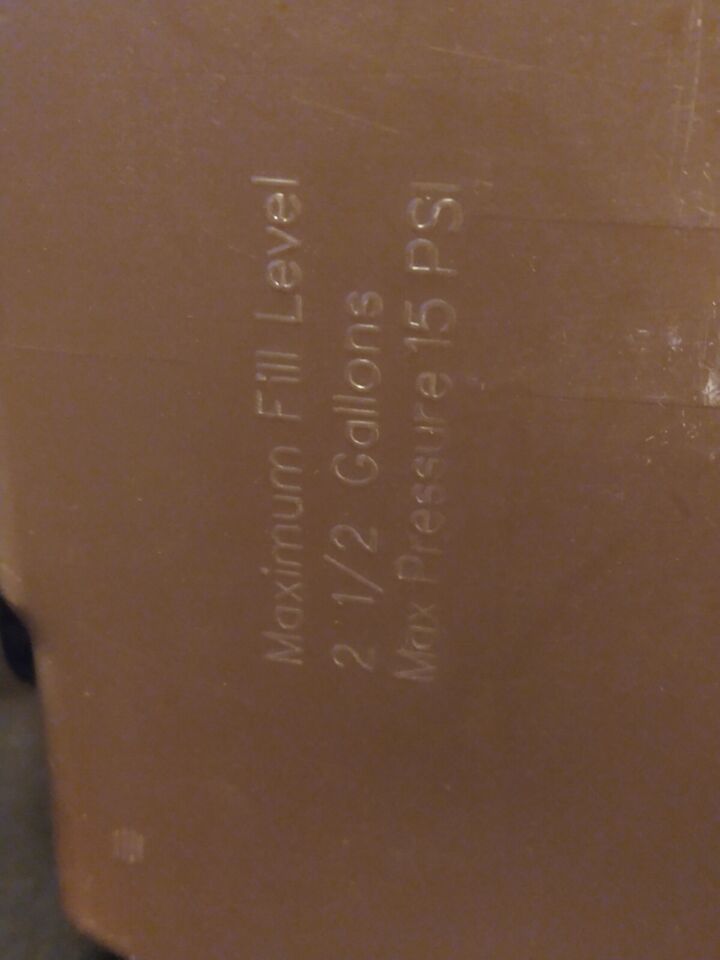 Maximum Fill Level
2 1/2 Gallons
Max Pressure 15 PSI